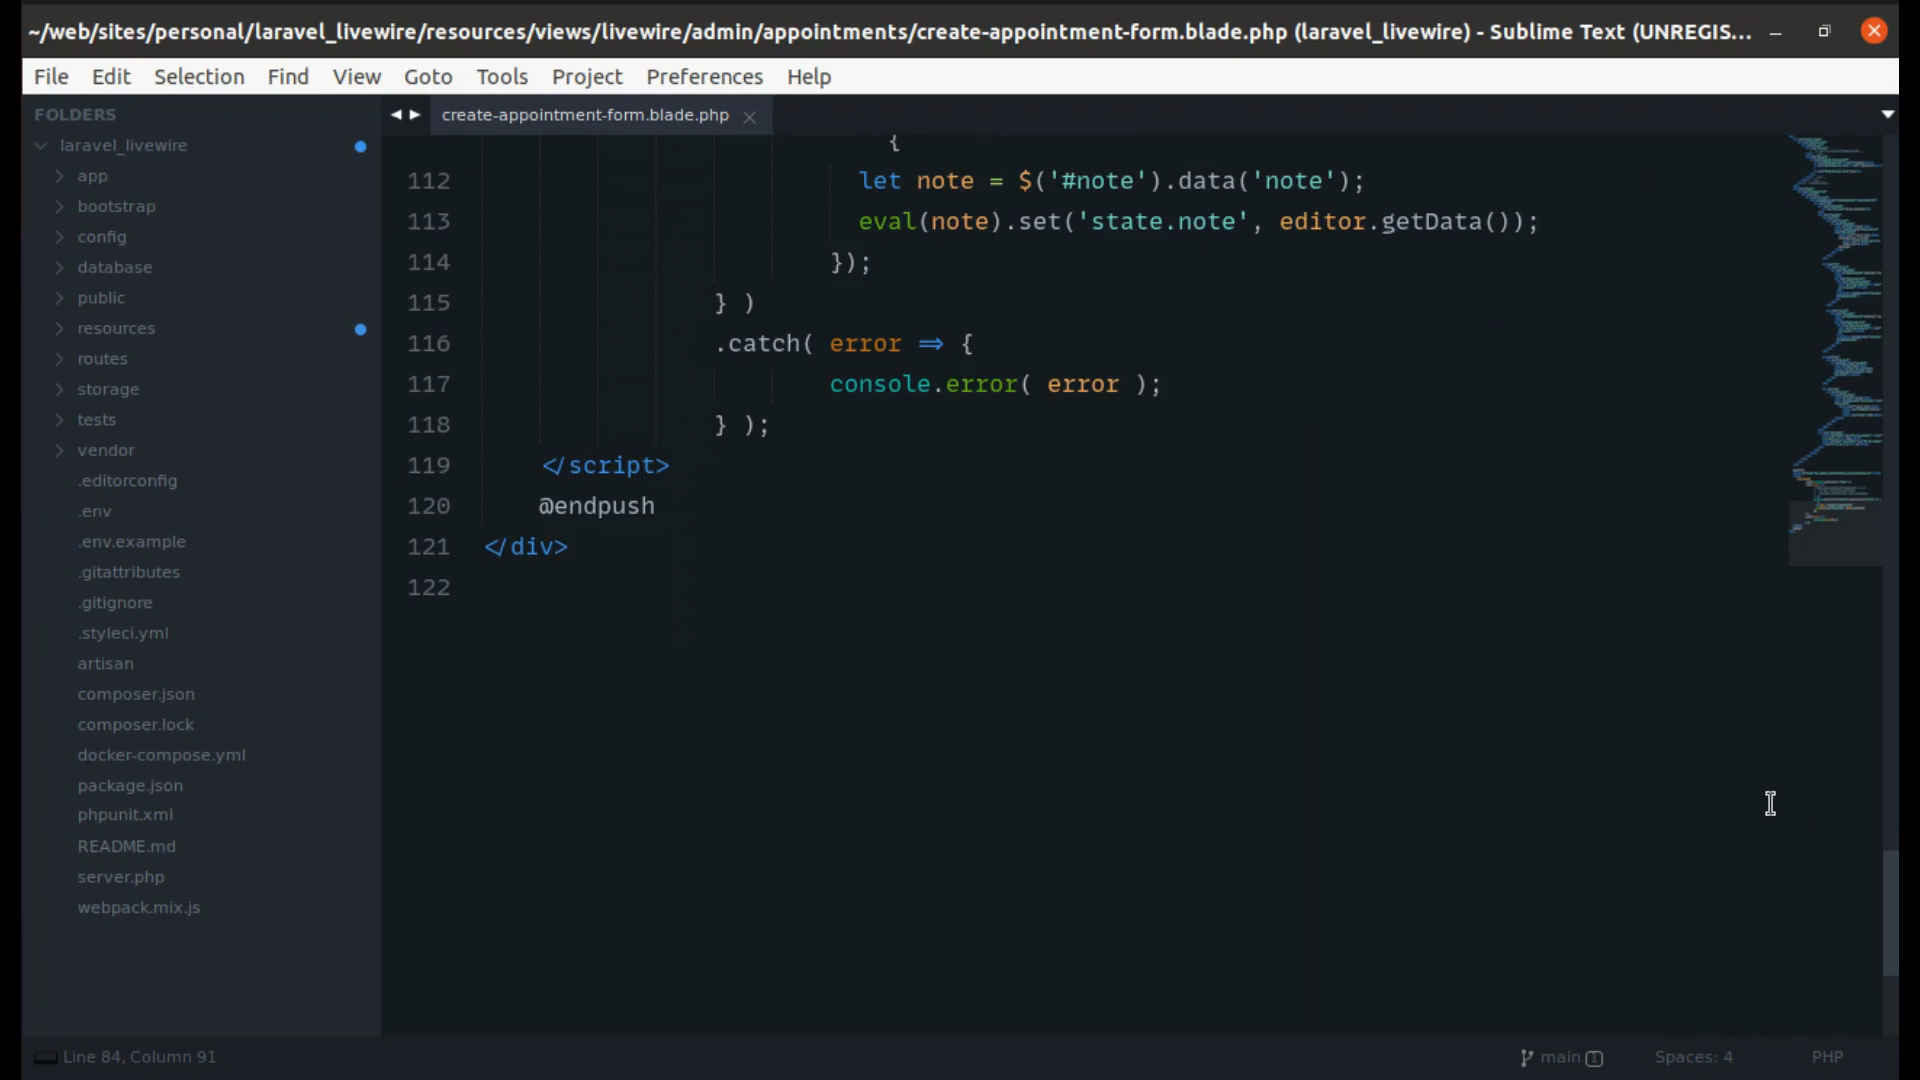 ~/web/sites/personal/laravel_livewire/resources/views/livewire/admin/appointments/create-appointment-form.blade.php (laravel_livewire) - Sublime Text (UNREGIS...
File Edit Selection Find View Goto Tools Project Preferences Help
FOLDERS
laravel_livewire
app
bootstrap
config
database
public
resources
routes
storage
tests
vendor
.editorconfig
.env
.env.example
.gitattributes
.gitignore
.styleci.yml
artisan
composer.json
composer.lock
docker-compose.yml
package.json
phpunit.xml
README.md
server.php
webpack.mix.js
create-appointment-form.blade.php
{
112 let note = $('#note').data('note');
113 eval(note).set('state.note', editor.getData());
114 });
115 } )
116 .catch( error => {
117 console.error( error );
118 } );
119 </script>
120 @endpush
121 </div>
122
Line 84, Column 91
main 1
Spaces: 4
PHP